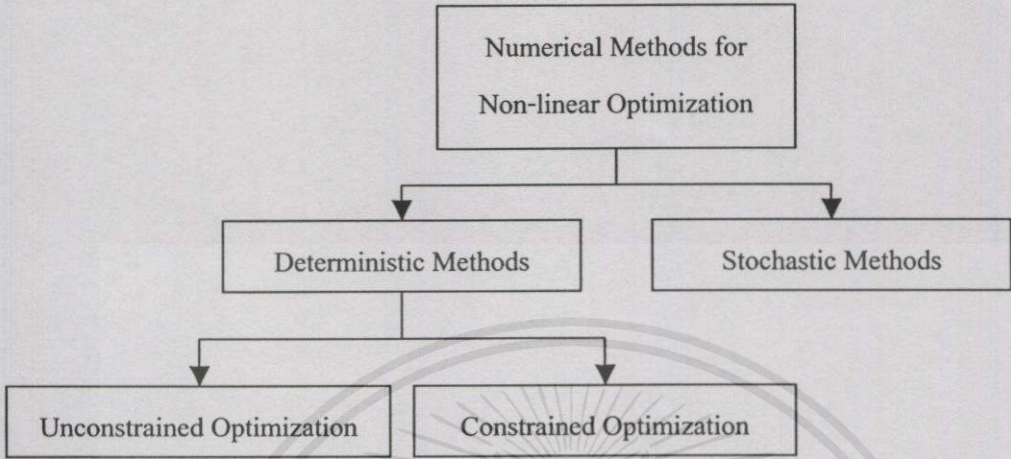 Numerical Methods for
Non-linear Optimization
Deterministic Methods
Stochastic Methods
Unconstrained Optimization
Constrained Optimization